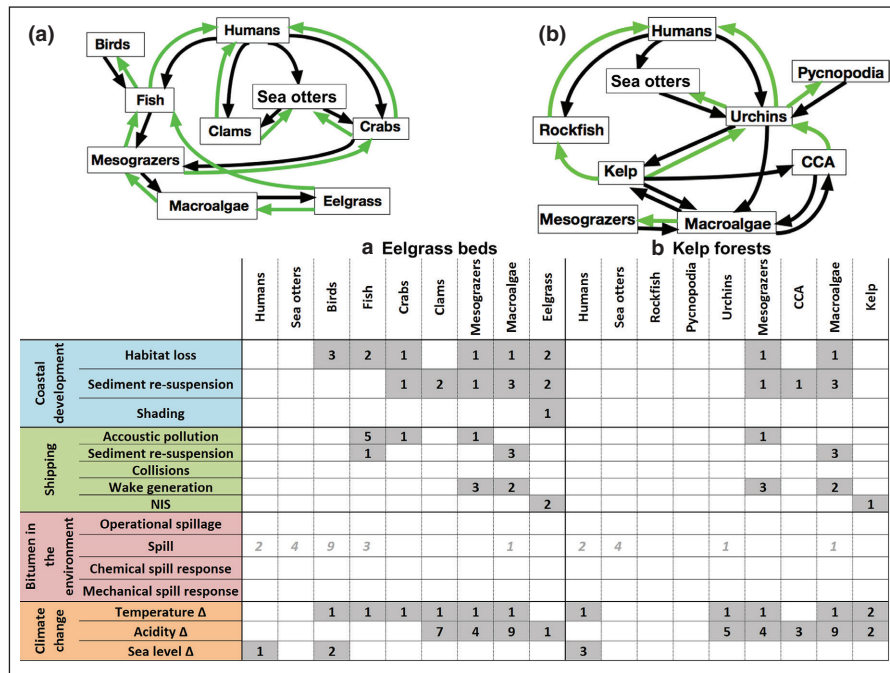 (a)
Humans
Birds
Fish
Sea otters
Clams
Crabs
Mesograzers
Macroalgae
Eelgrass
(b)
Humans
Sea otters
Pycnopodia
Urchins
Rockfish
CCA
Kelp
Mesograzers
Macroalgae
a Eelgrass beds b Kelp forests
Humans Sea otters Birds Fish Crabs Clams Mesograzers Macroalgae Eelgrass Humans Sea otters Rockfish Pycnopodia Urchins Mesograzers CCA Macroalgae Kelp
Coastal development
Habitat loss 3 2 1 1 1 2 1 1
Sediment re-suspension 1 2 1 3 2 1 1 3
Shading 1
Shipping
Accoustic pollution 5 1 1 1
Sediment re-suspension 1 3 3
Collisions
Wake generation 3 2 3 2
NIS 2 1
Bitumen in the environment
Operational spillage
Spill 2 4 9 3 1 2 4 1 1
Chemical spill response
Mechanical spill response
Climate change
Temperature Δ 1 1 1 1 1 1 1 1 1 1 2
Acidity Δ 7 4 9 1 5 4 3 9 2
Sea level Δ 1 2 3